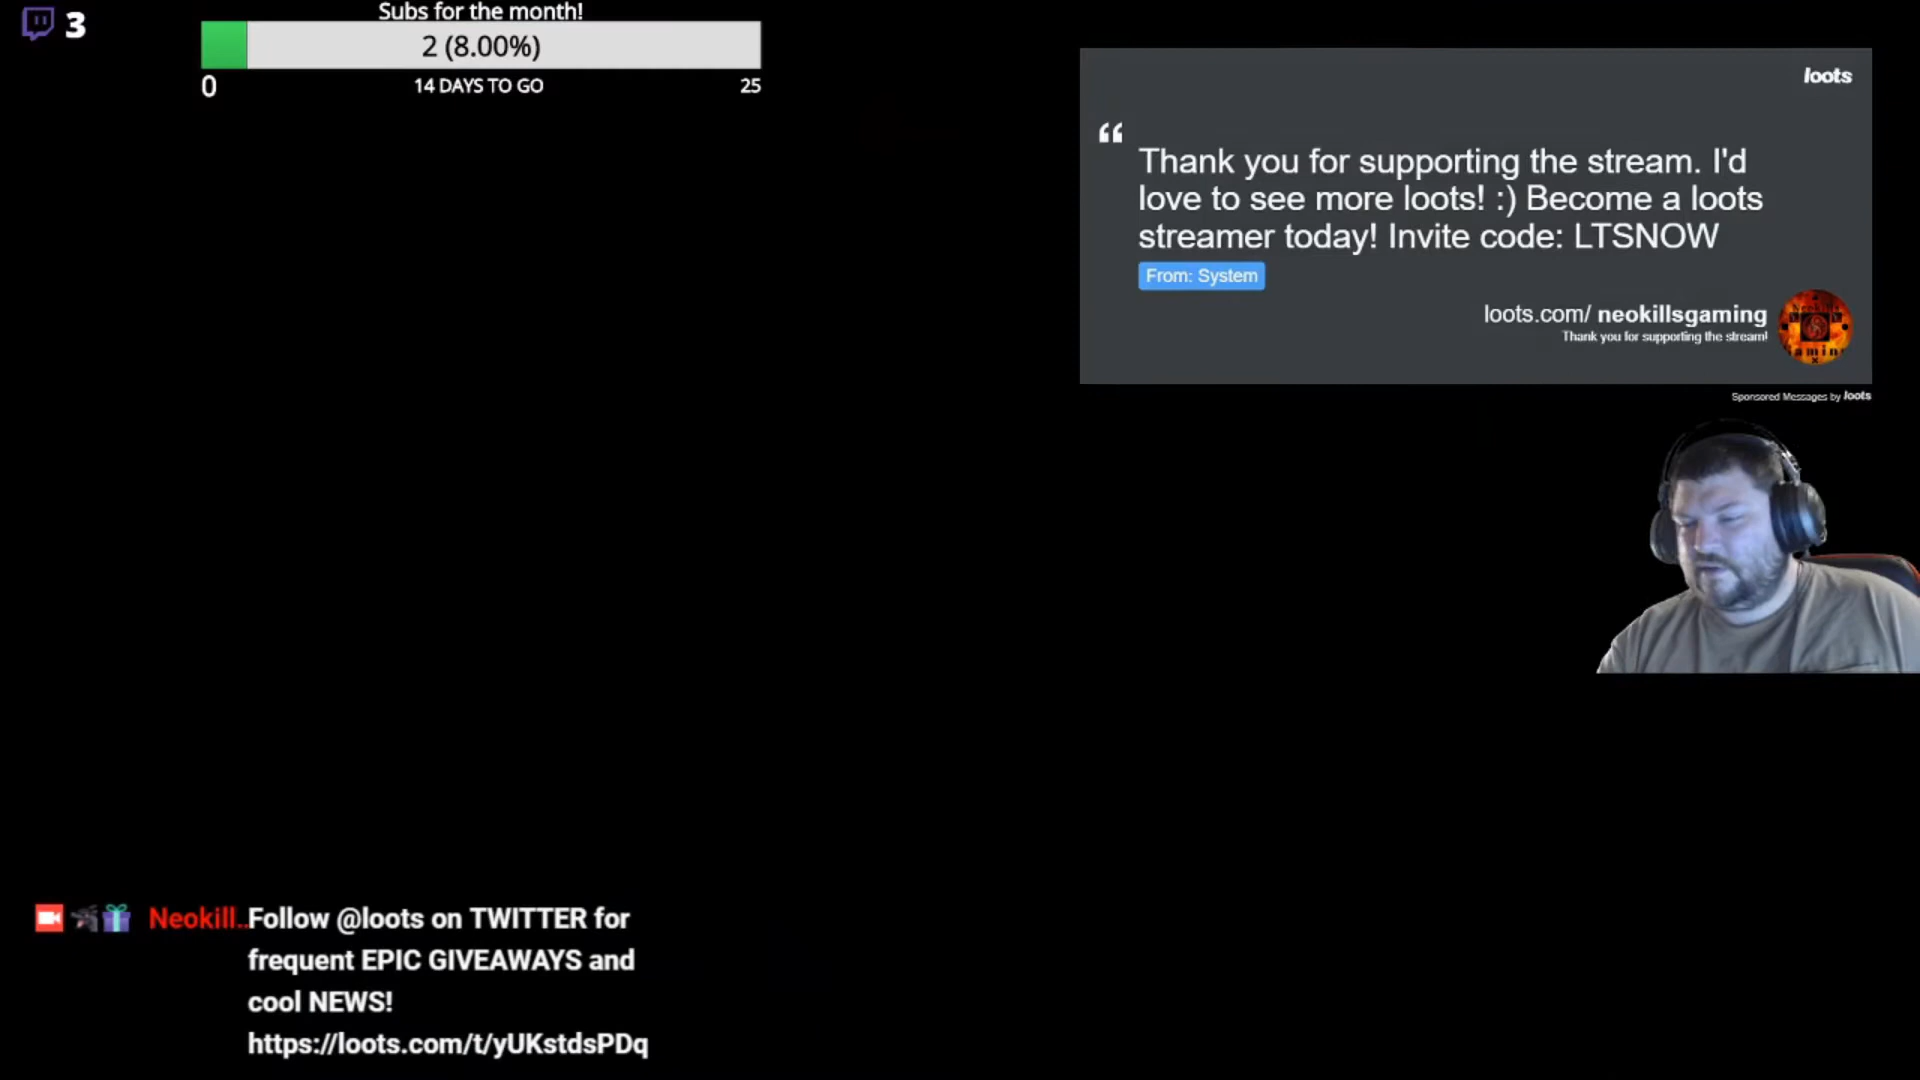 3
Subs for the month!
2 (8.00%)
0
14 DAYS TO GO
25
loots
“
Thank you for supporting the stream. I'd
love to see more loots! :) Become a loots
streamer today! Invite code: LTSNOW
From: System
loots.com/ neokillsgaming
Thank you for supporting the stream!
Sponsored Messages by loots
Neokill..Follow @loots on TWITTER for
frequent EPIC GIVEAWAYS and
cool NEWS!
https://loots.com/t/yUKstdsPDq